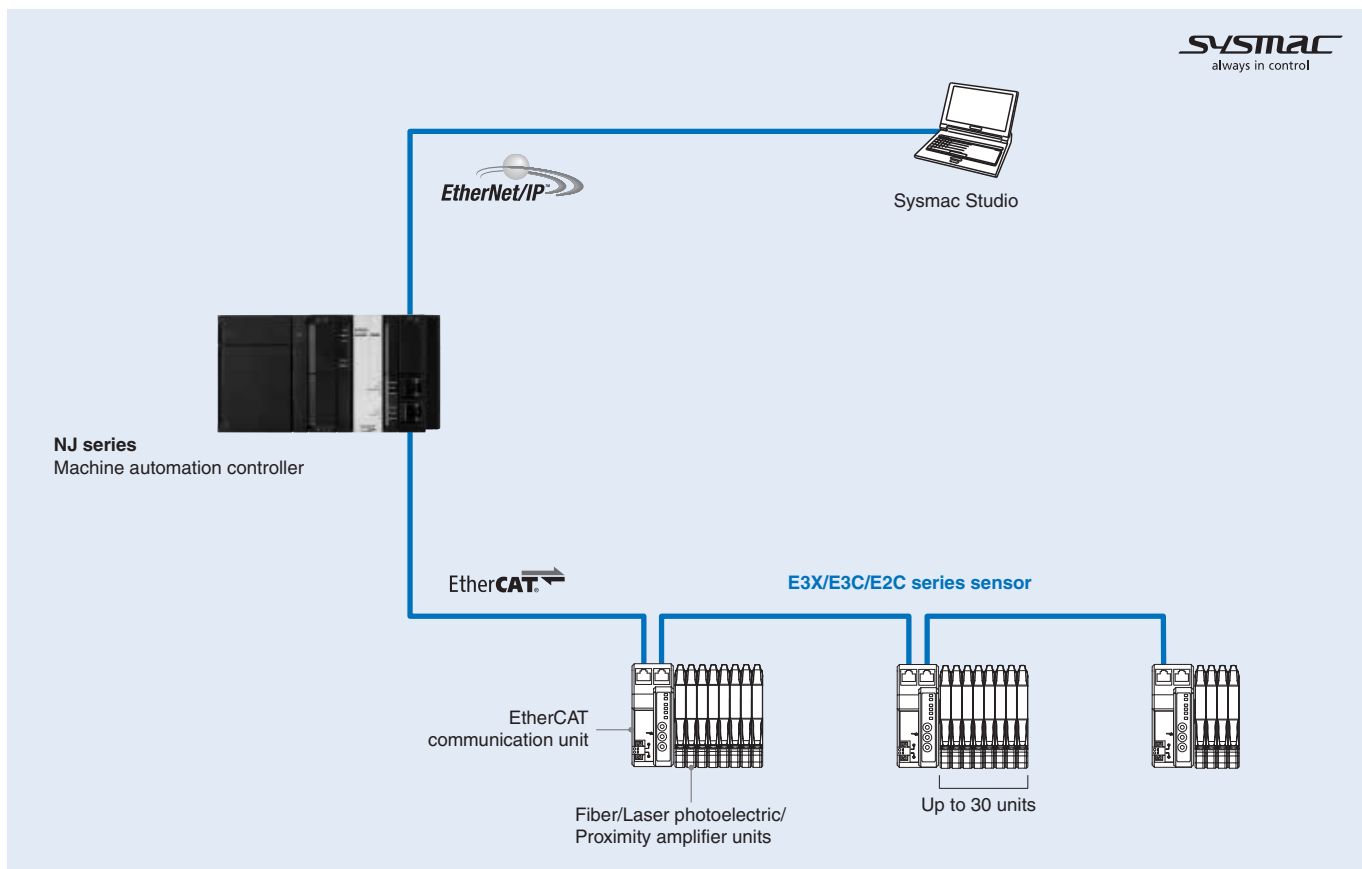 sysmac
always in control
EtherNet/IP™
Sysmac Studio
NJ series
Machine automation controller
EtherCAT®
E3X/E3C/E2C series sensor
EtherCAT
communication unit
Fiber/Laser photoelectric/
Proximity amplifier units
Up to 30 units